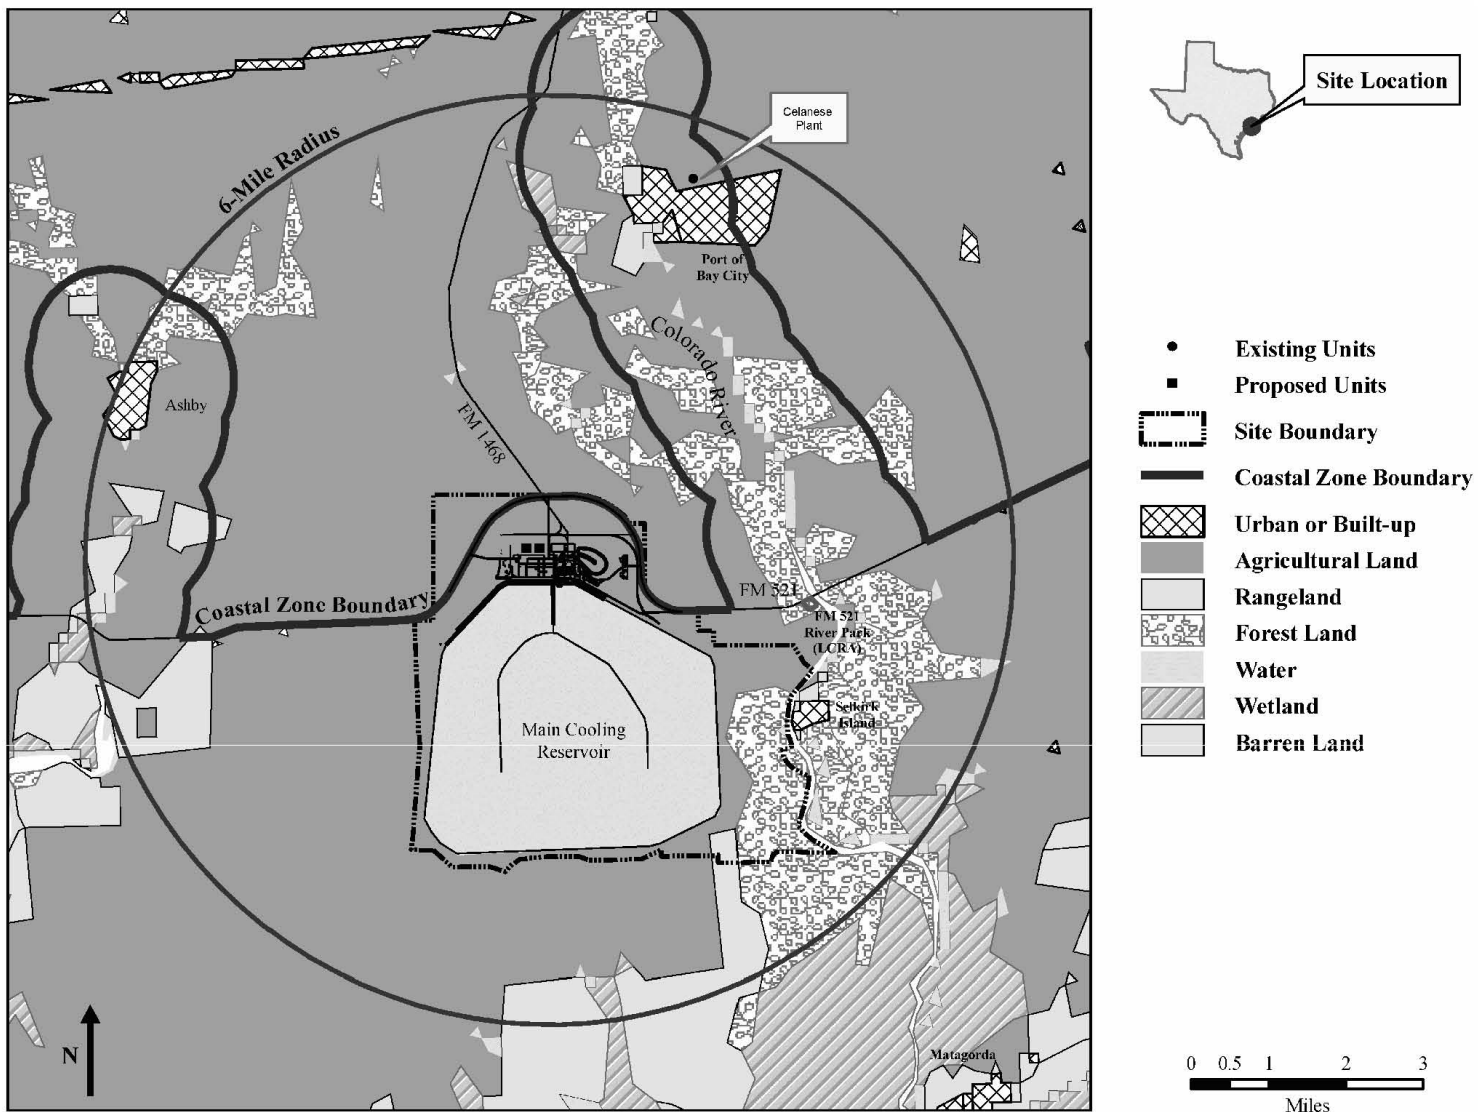 Celanese
Plant
6-Mile Radius
Port of
Bay City
Colorado River
Ashby
FM 1468
Coastal Zone Boundary
FM 521
FM 521
River Park
(LCRA)
Selkirk
Island
Main Cooling
Reservoir
N
Matagorda
Site Location
Existing Units
Proposed Units
Site Boundary
Coastal Zone Boundary
Urban or Built-up
Agricultural Land
Rangeland
Forest Land
Water
Wetland
Barren Land
0 0.5 1 2 3
Miles